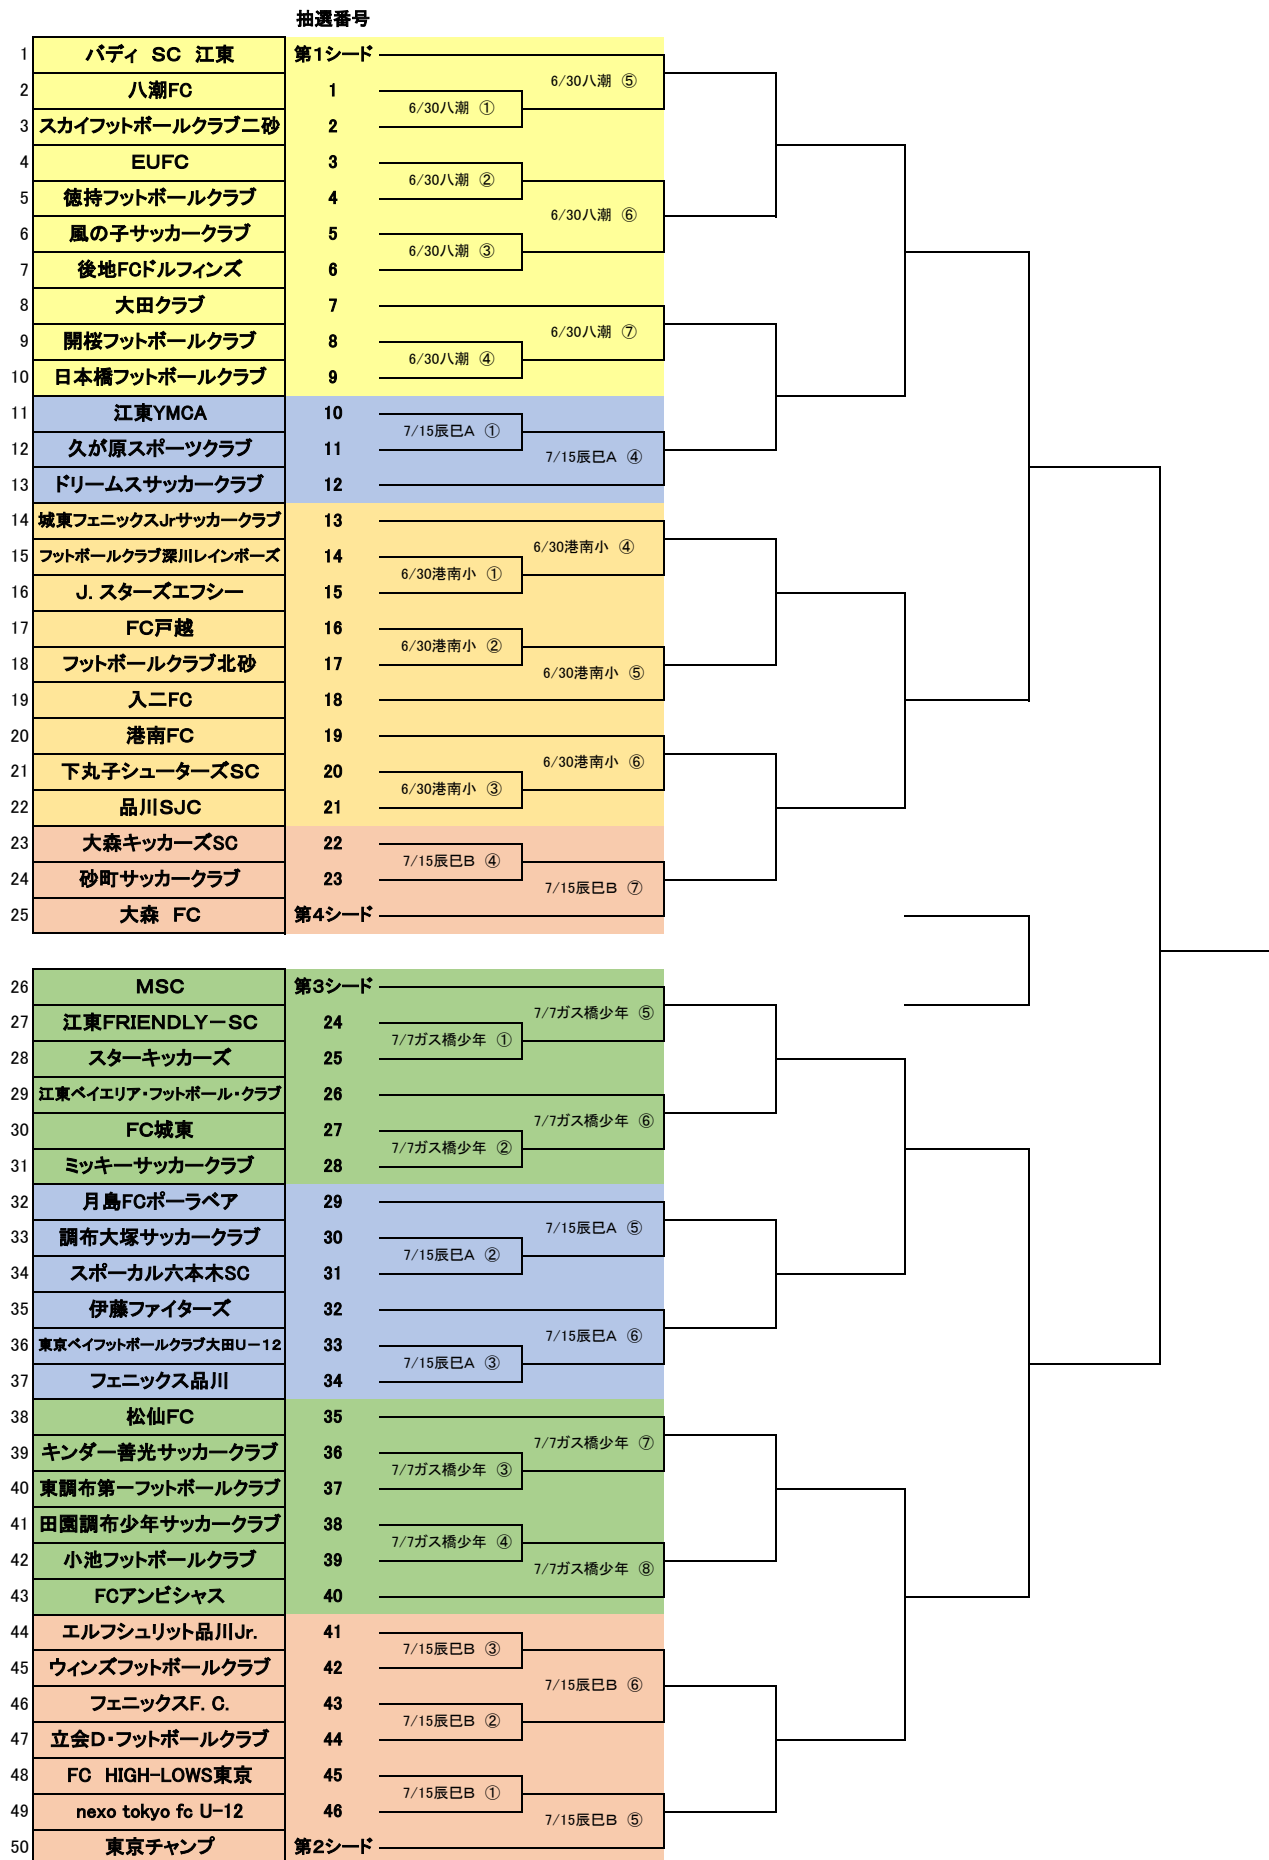 抽選番号
1 バディ SC 江東 第1シード
6/30八潮 ⑤
2 八潮FC 1
6/30八潮 ①
3 スカイフットボールクラブ二砂 2
4 EUFC 3
6/30八潮 ②
5 徳持フットボールクラブ 4
6/30八潮 ⑥
6 風の子サッカークラブ 5
6/30八潮 ③
7 後地FCドルフィンズ 6
8 大田クラブ 7
6/30八潮 ⑦
9 開桜フットボールクラブ 8
6/30八潮 ④
10 日本橋フットボールクラブ 9
11 江東YMCA 10
7/15辰巳A ①
12 久が原スポーツクラブ 11
7/15辰巳A ④
13 ドリームスサッカークラブ 12
14 城東フェニックスJrサッカークラブ 13
6/30港南小 ④
15 フットボールクラブ深川レインボーズ 14
6/30港南小 ①
16 J. スターズエフシー 15
17 FC戸越 16
6/30港南小 ②
18 フットボールクラブ北砂 17
6/30港南小 ⑤
19 入二FC 18
20 港南FC 19
6/30港南小 ⑥
21 下丸子シューターズSC 20
6/30港南小 ③
22 品川SJC 21
23 大森キッカーズSC 22
7/15辰巳B ④
24 砂町サッカークラブ 23
7/15辰巳B ⑦
25 大森 FC 第4シード
26 MSC 第3シード
7/7ガス橋少年 ⑤
27 江東FRIENDLY－SC 24
7/7ガス橋少年 ①
28 スターキッカーズ 25
29 江東ベイエリア・フットボール・クラブ 26
7/7ガス橋少年 ⑥
30 FC城東 27
7/7ガス橋少年 ②
31 ミッキーサッカークラブ 28
32 月島FCポーラベア 29
7/15辰巳A ⑤
33 調布大塚サッカークラブ 30
7/15辰巳A ②
34 スポーカル六本木SC 31
35 伊藤ファイターズ 32
7/15辰巳A ⑥
36 東京ベイフットボールクラブ大田U－12 33
7/15辰巳A ③
37 フェニックス品川 34
38 松仙FC 35
7/7ガス橋少年 ⑦
39 キンダー善光サッカークラブ 36
7/7ガス橋少年 ③
40 東調布第一フットボールクラブ 37
41 田園調布少年サッカークラブ 38
7/7ガス橋少年 ④
42 小池フットボールクラブ 39
7/7ガス橋少年 ⑧
43 FCアンビシャス 40
44 エルフシュリット品川Jr. 41
7/15辰巳B ③
45 ウィンズフットボールクラブ 42
7/15辰巳B ⑥
46 フェニックスF. C. 43
7/15辰巳B ②
47 立会D・フットボールクラブ 44
48 FC HIGH-LOWS東京 45
7/15辰巳B ①
49 nexo tokyo fc U-12 46
7/15辰巳B ⑤
50 東京チャンプ 第2シード